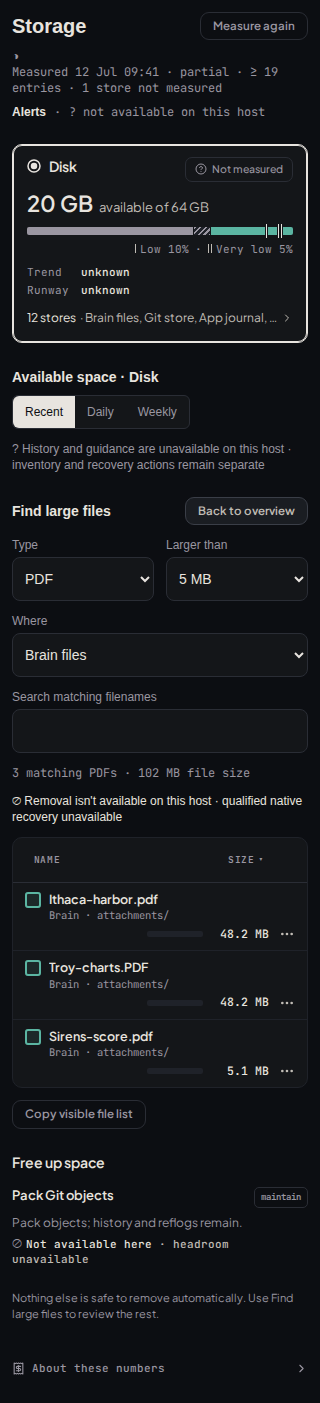 Storage
Measure again
Measured 12 Jul 09:41 · partial · ≥ 19
entries · 1 store not measured
Alerts · ? not available on this host
Disk
Not measured
20 GB available of 64 GB
Low 10% · Very low 5%
Trend unknown
Runway unknown
12 stores · Brain files, Git store, App journal, ...
Available space · Disk
Recent Daily Weekly
? History and guidance are unavailable on this host ·
inventory and recovery actions remain separate
Find large files
Back to overview
Type Larger than
PDF 5 MB
Where
Brain files
Search matching filenames
3 matching PDFs · 102 MB file size
Removal isn't available on this host · qualified native
recovery unavailable
NAME SIZE
Ithaca-harbor.pdf
Brain · attachments/
48.2 MB
Troy-charts.PDF
Brain · attachments/
48.2 MB
Sirens-score.pdf
Brain · attachments/
5.1 MB
Copy visible file list
Free up space
Pack Git objects
maintain
Pack objects; history and reflogs remain.
Not available here · headroom
unavailable
Nothing else is safe to remove automatically. Use Find
large files to review the rest.
About these numbers